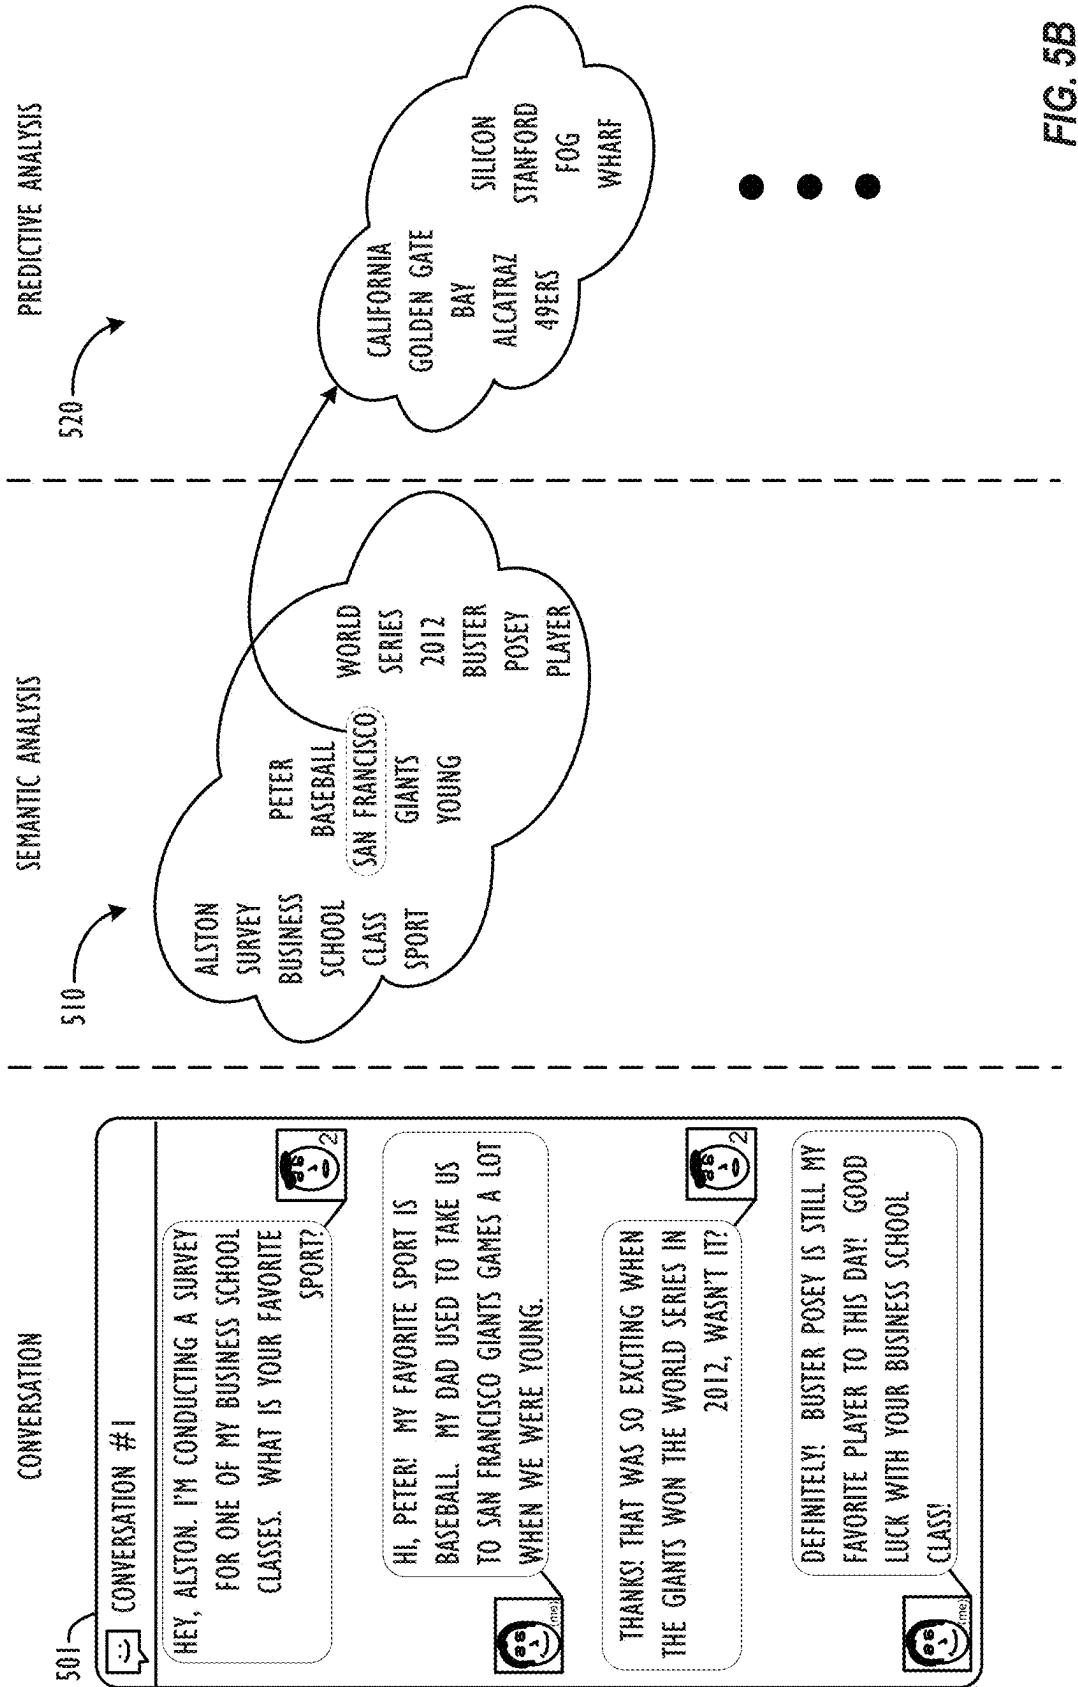 CONVERSATION
501
CONVERSATION #1
HEY, ALSTON. I'M CONDUCTING A SURVEY
FOR ONE OF MY BUSINESS SCHOOL
CLASSES. WHAT IS YOUR FAVORITE
SPORT?
2
HI, PETER! MY FAVORITE SPORT IS
BASEBALL. MY DAD USED TO TAKE US
TO SAN FRANCISCO GIANTS GAMES A LOT
WHEN WE WERE YOUNG.
(me)
THANKS! THAT WAS SO EXCITING WHEN
THE GIANTS WON THE WORLD SERIES IN
2012, WASN'T IT?
2
DEFINITELY! BUSTER POSEY IS STILL MY
FAVORITE PLAYER TO THIS DAY! GOOD
LUCK WITH YOUR BUSINESS SCHOOL
CLASS!
(me)
SEMANTIC ANALYSIS
510
ALSTON
SURVEY
BUSINESS
SCHOOL
CLASS
SPORT
PETER
BASEBALL
SAN FRANCISCO
GIANTS
YOUNG
WORLD
SERIES
2012
BUSTER
POSEY
PLAYER
PREDICTIVE ANALYSIS
520
CALIFORNIA
GOLDEN GATE
BAY
ALCATRAZ
49ERS
SILICON
STANFORD
FOG
WHARF
FIG. 5B